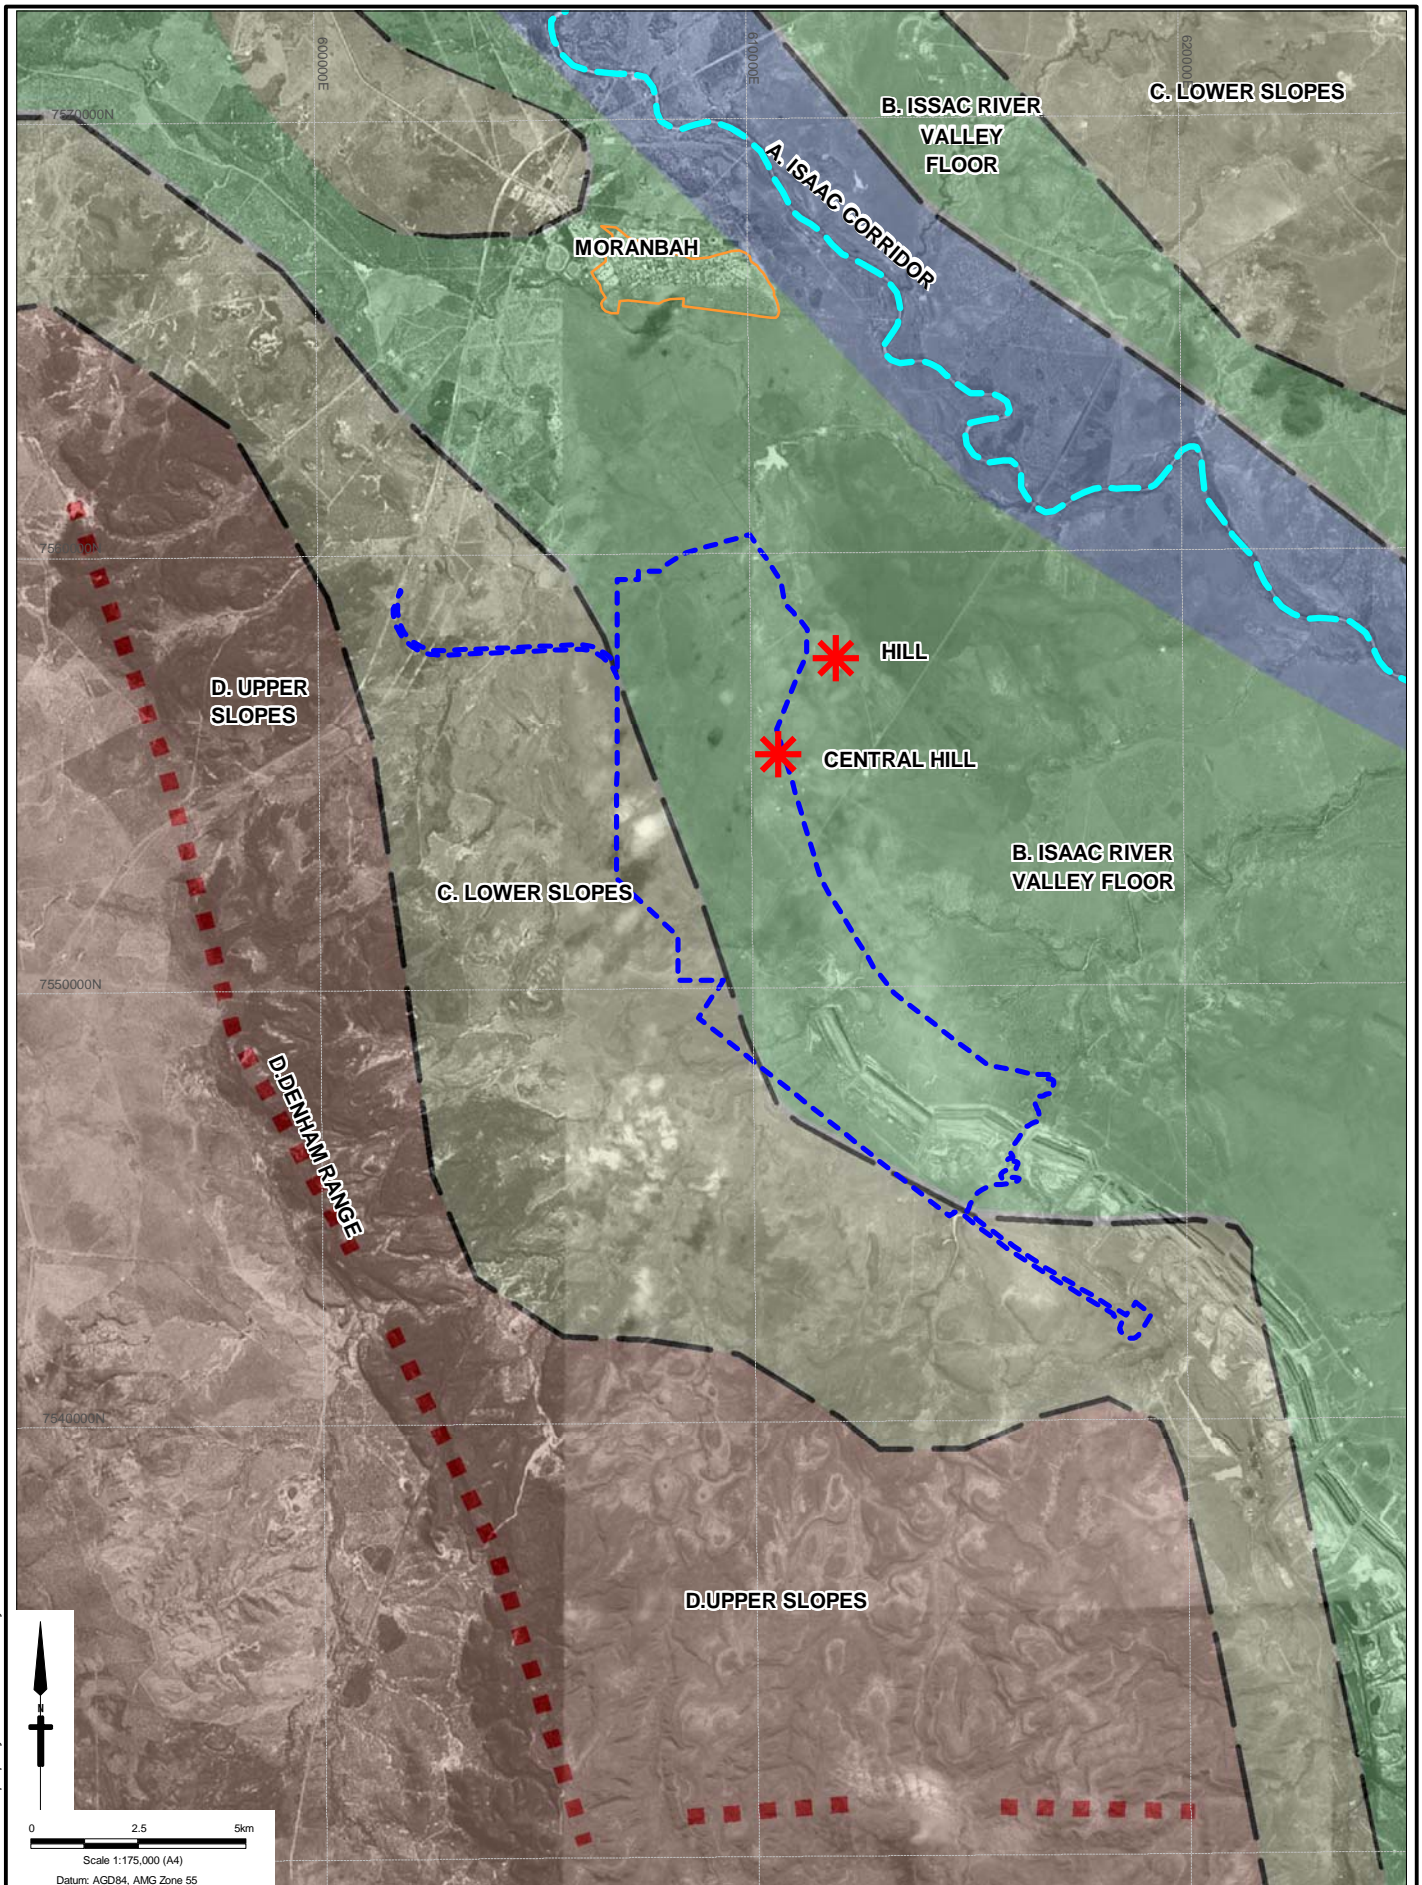 600000E
610000E
620000E
7570000N
C. LOWER SLOPES
B. ISSAC RIVER
VALLEY
FLOOR
A. ISAAC CORRIDOR
MORANBAH
HILL
D. UPPER
SLOPES
CENTRAL HILL
B. ISAAC RIVER
VALLEY FLOOR
C. LOWER SLOPES
7550000N
D.DENHAM RANGE
7540000N
D.UPPER SLOPES
N
0 2.5 5km
Scale 1:175,000 (A4)
Datum: AGD84, AMG Zone 55